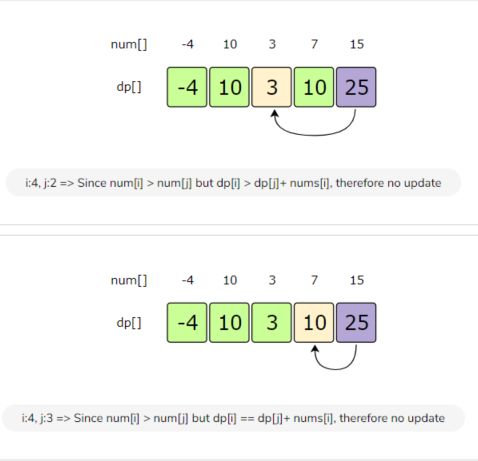 num[] -4 10 3 7 15
dp[] -4 10 3 10 25
i:4, j:2 => Since num[i] > num[j] but dp[i] > dp[j]+ nums[i], therefore no update
num[] -4 10 3 7 15
dp[] -4 10 3 10 25
i:4, j:3 => Since num[i] > num[j] but dp[i] == dp[j]+ nums[i], therefore no update